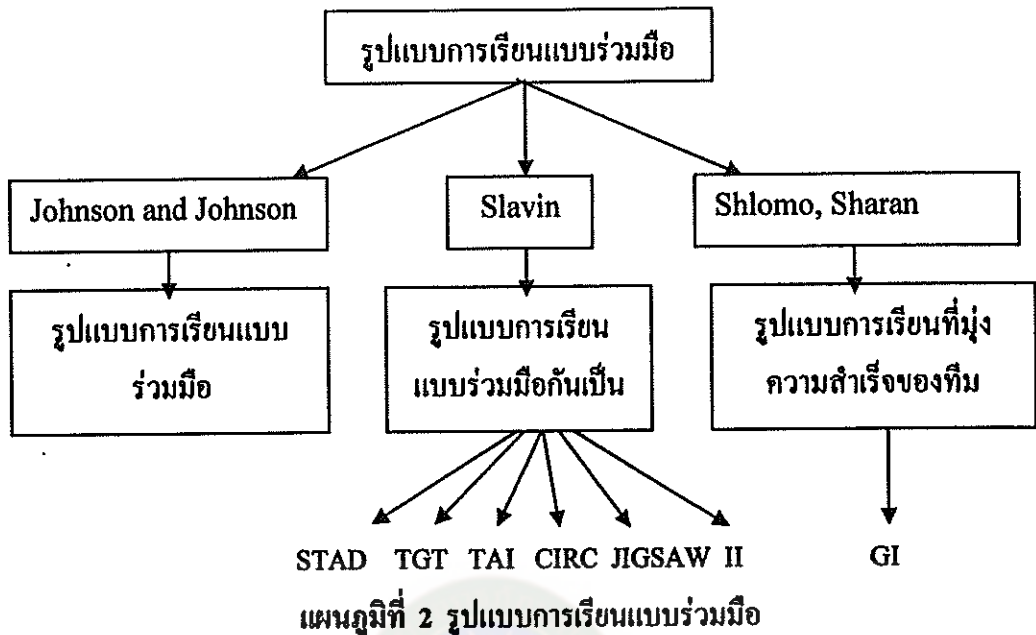 รูปแบบการเรียนแบบร่วมมือ
Johnson and Johnson
Slavin
Shlomo, Sharan
รูปแบบการเรียนแบบ
ร่วมมือ
รูปแบบการเรียน
แบบร่วมมือกันเป็น
รูปแบบการเรียนที่มุ่ง
ความสำเร็จของทีม
STAD TGT TAI CIRC JIGSAW II GI
แผนภูมิที่ 2 รูปแบบการเรียนแบบร่วมมือ